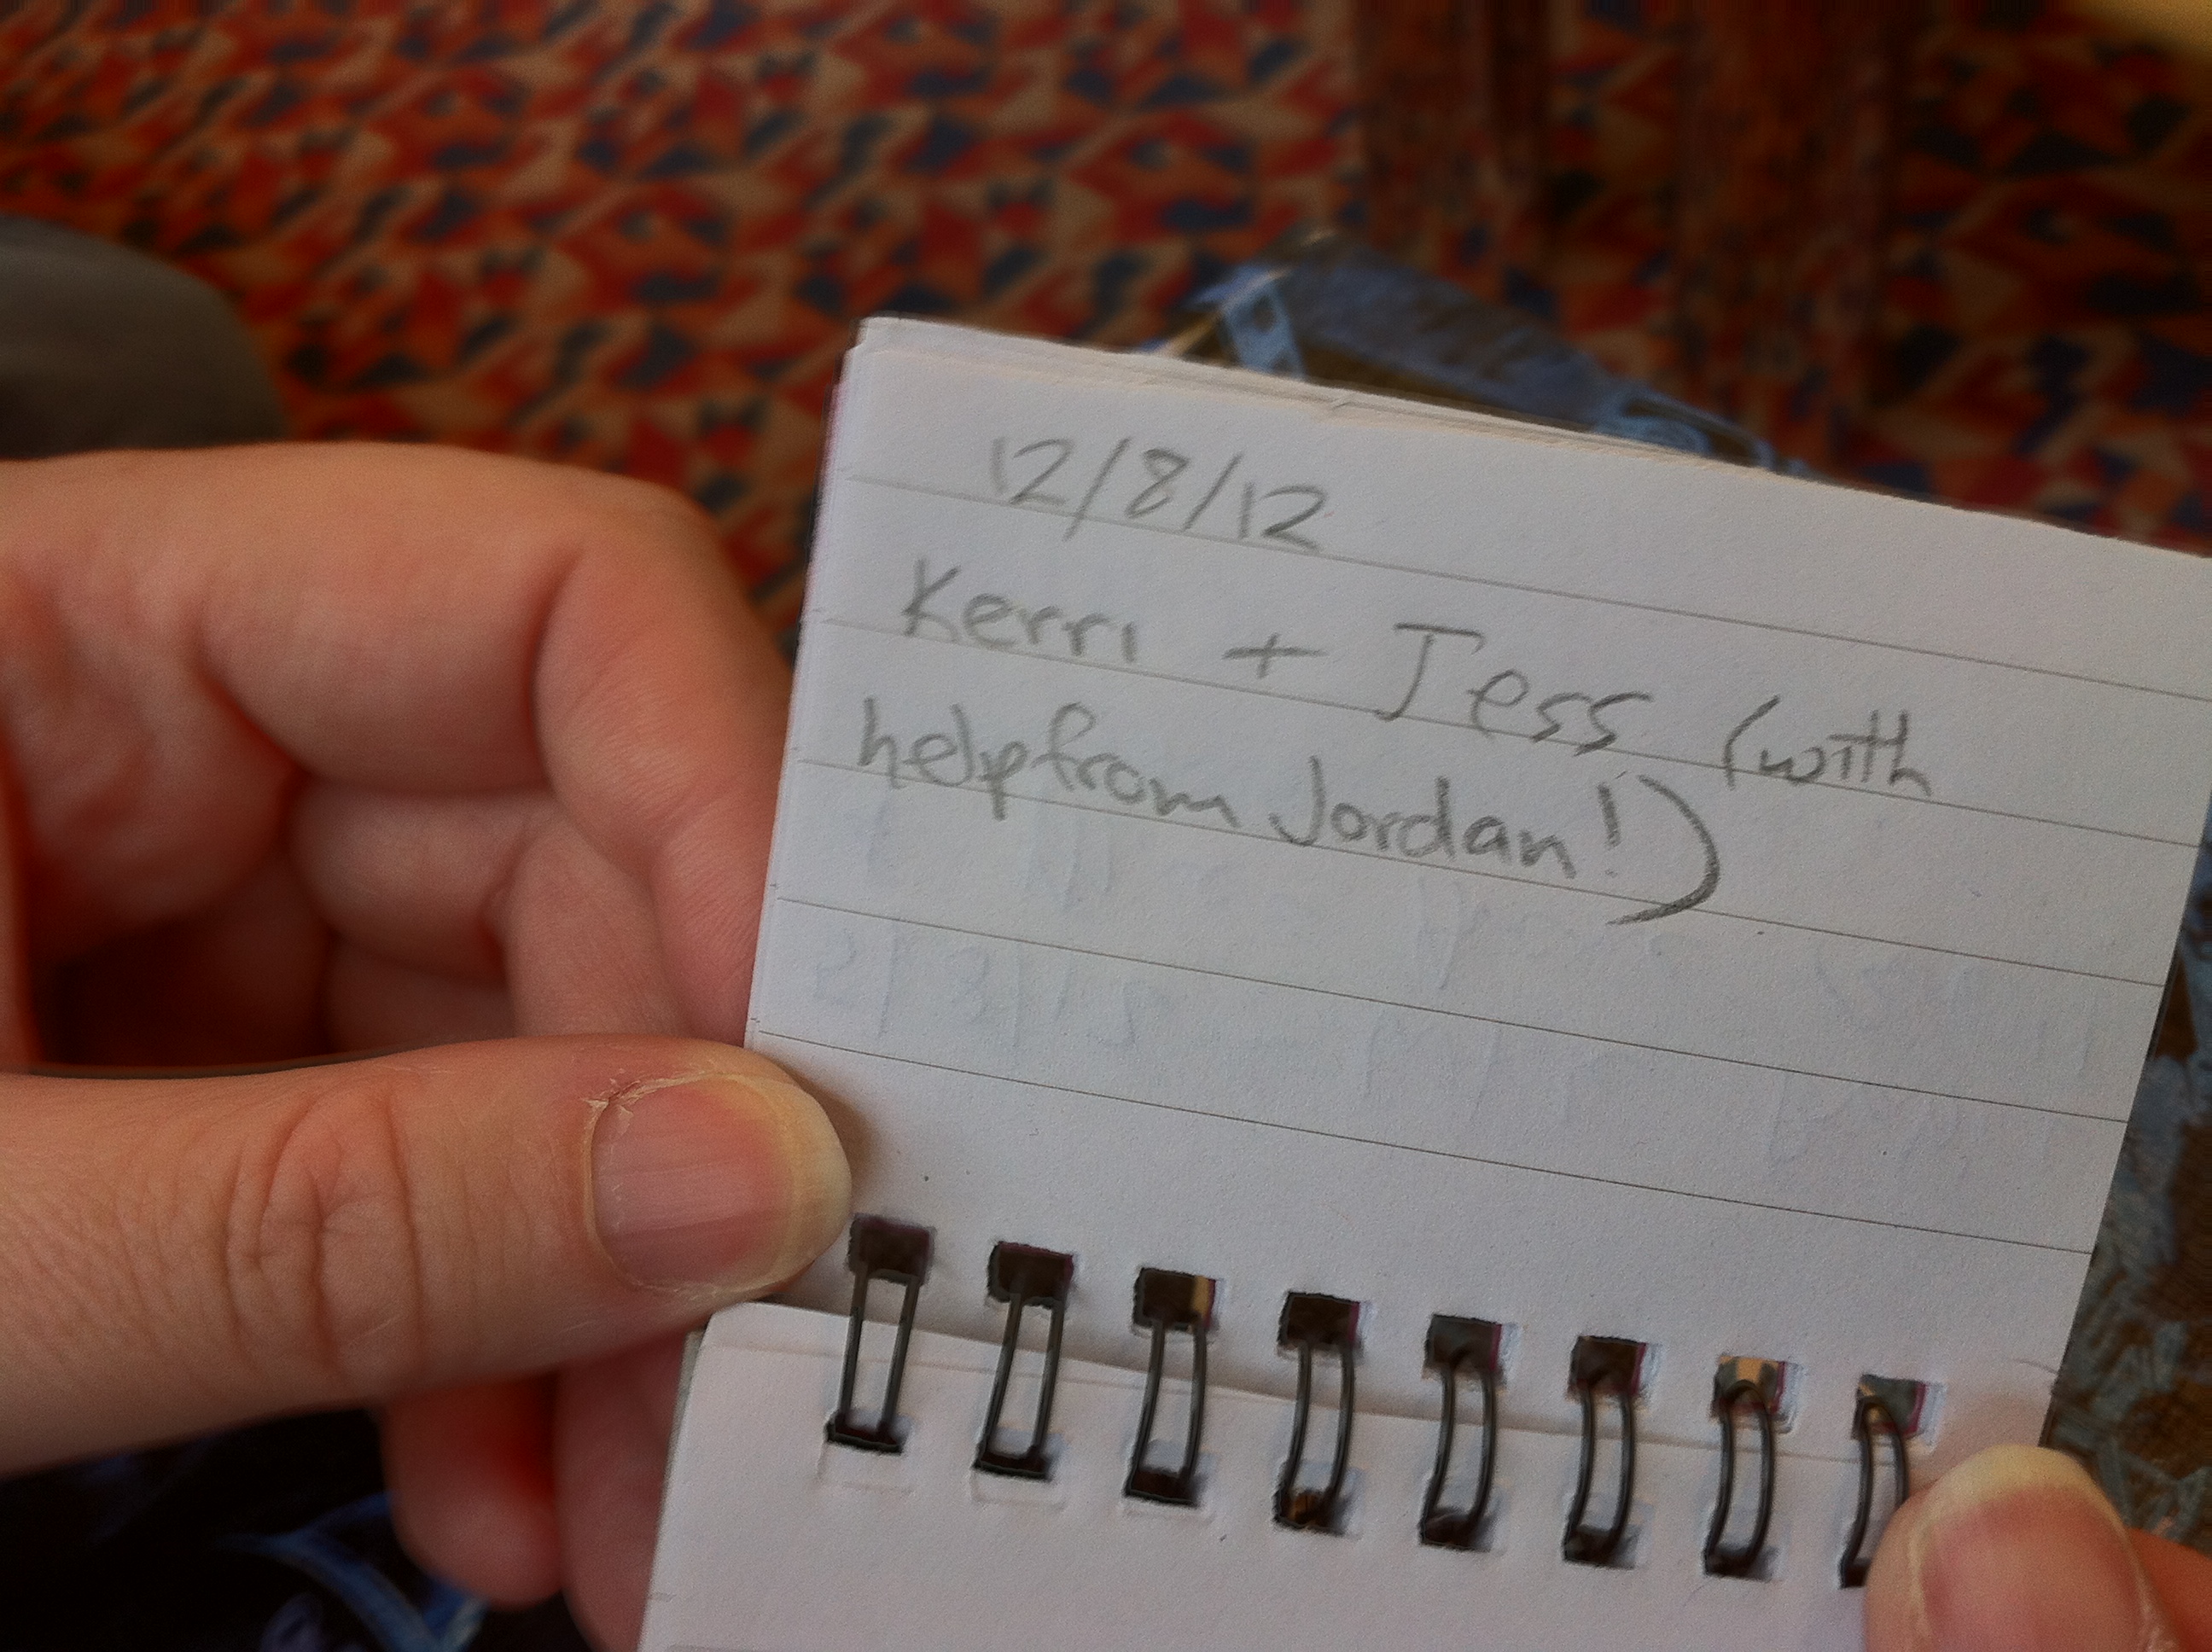 12/8/12
Kerri + Jess (with
help from Jordan!)